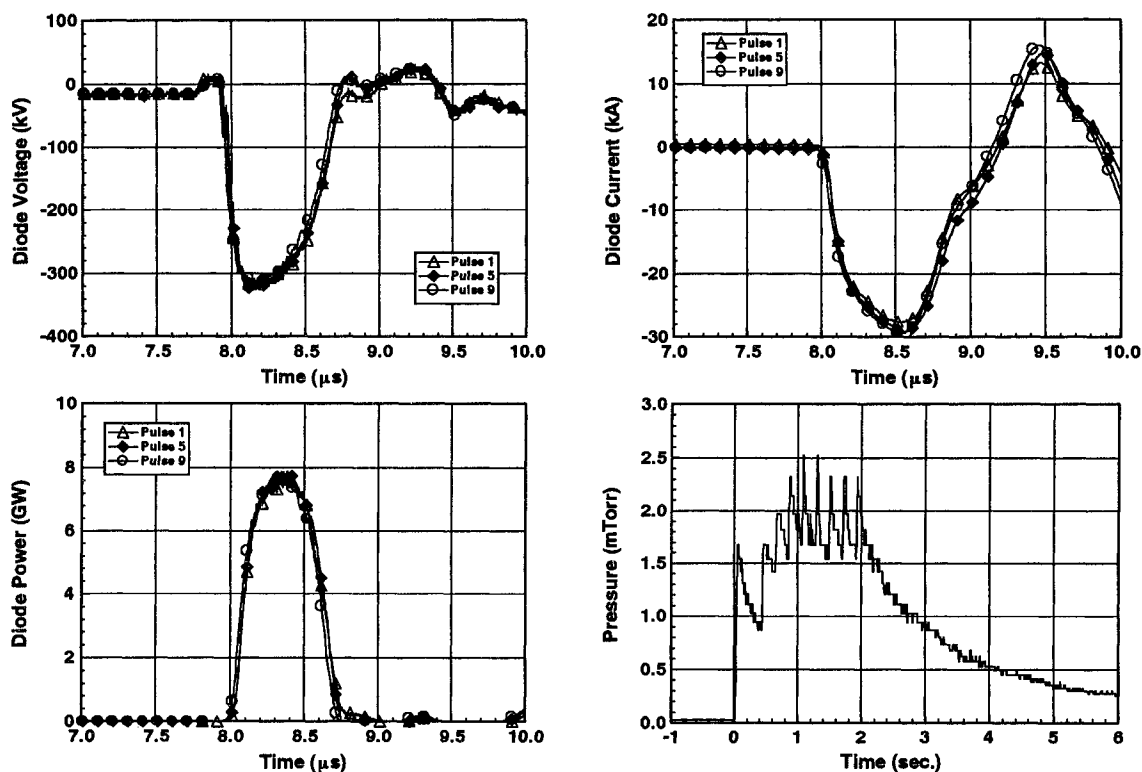 100
0
-100
-200
-300
-400
Diode Voltage (kV)
Pulse 1
Pulse 5
Pulse 9
7.0 7.5 8.0 8.5 9.0 9.5 10.0
Time (μs)
20
10
0
-10
-20
-30
Diode Current (kA)
Pulse 1
Pulse 5
Pulse 9
7.0 7.5 8.0 8.5 9.0 9.5 10.0
Time (μs)
10
8
6
4
2
0
Diode Power (GW)
Pulse 1
Pulse 5
Pulse 9
7.0 7.5 8.0 8.5 9.0 9.5 10.0
Time (μs)
3.0
2.5
2.0
1.5
1.0
0.5
0.0
Pressure (mTorr)
-1 0 1 2 3 4 5 6
Time (sec.)